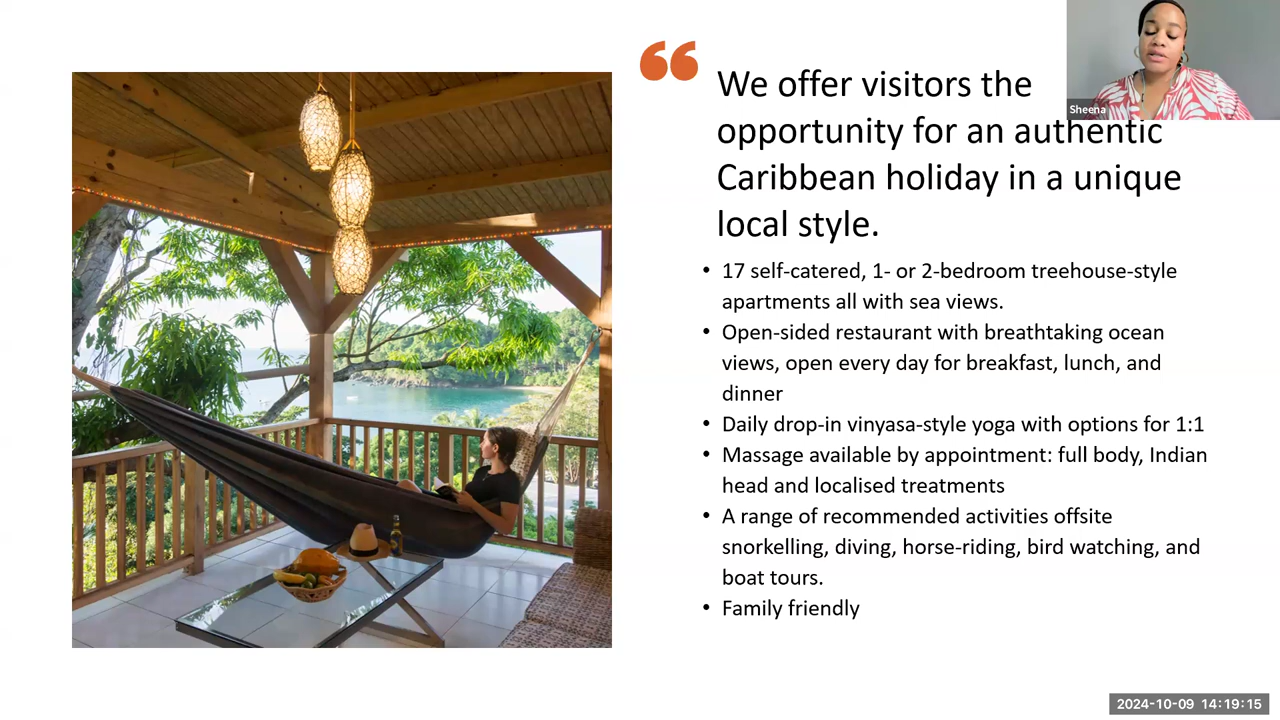 “
We offer visitors the
Sheena
opportunity for an authentic
Caribbean holiday in a unique
local style.
• 17 self-catered, 1- or 2-bedroom treehouse-style
apartments all with sea views.
• Open-sided restaurant with breathtaking ocean
views, open every day for breakfast, lunch, and
dinner
• Daily drop-in vinyasa-style yoga with options for 1:1
• Massage available by appointment: full body, Indian
head and localised treatments
• A range of recommended activities offsite
snorkelling, diving, horse-riding, bird watching, and
boat tours.
• Family friendly
2024-10-09 14:19:15